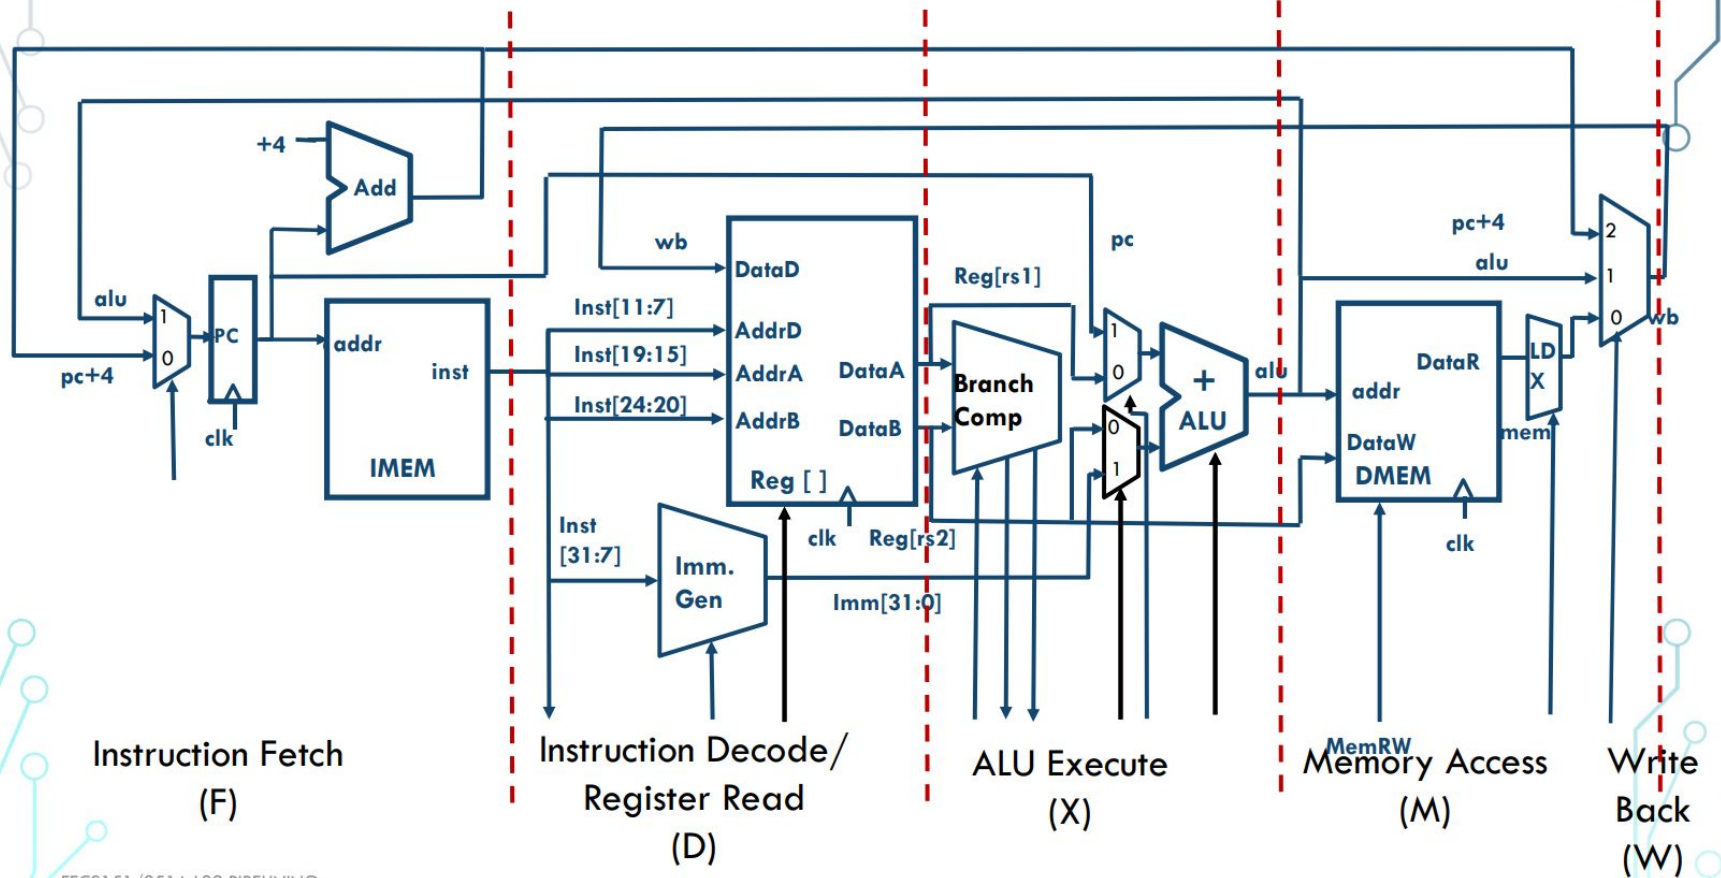 +4
Add
wb
pc
pc+4
DataD
Reg[rs1]
alu
alu
1
PC
0
pc+4
clk
addr
inst
IMEM
Inst[11:7]
AddrD
Inst[19:15]
AddrA
Inst[24:20]
AddrB
DataA
DataB
Reg [ ]
clk
Reg[rs2]
Inst
[31:7]
Imm.
Gen
Imm[31:0]
Branch
Comp
1
0
0
1
+
ALU
alu
DataR
addr
DataW
DMEM
clk
LD
X
mem
2
1
0
wb
MemRW
Instruction Fetch
(F)
Instruction Decode/
Register Read
(D)
ALU Execute
(X)
Memory Access
(M)
Write
Back
(W)